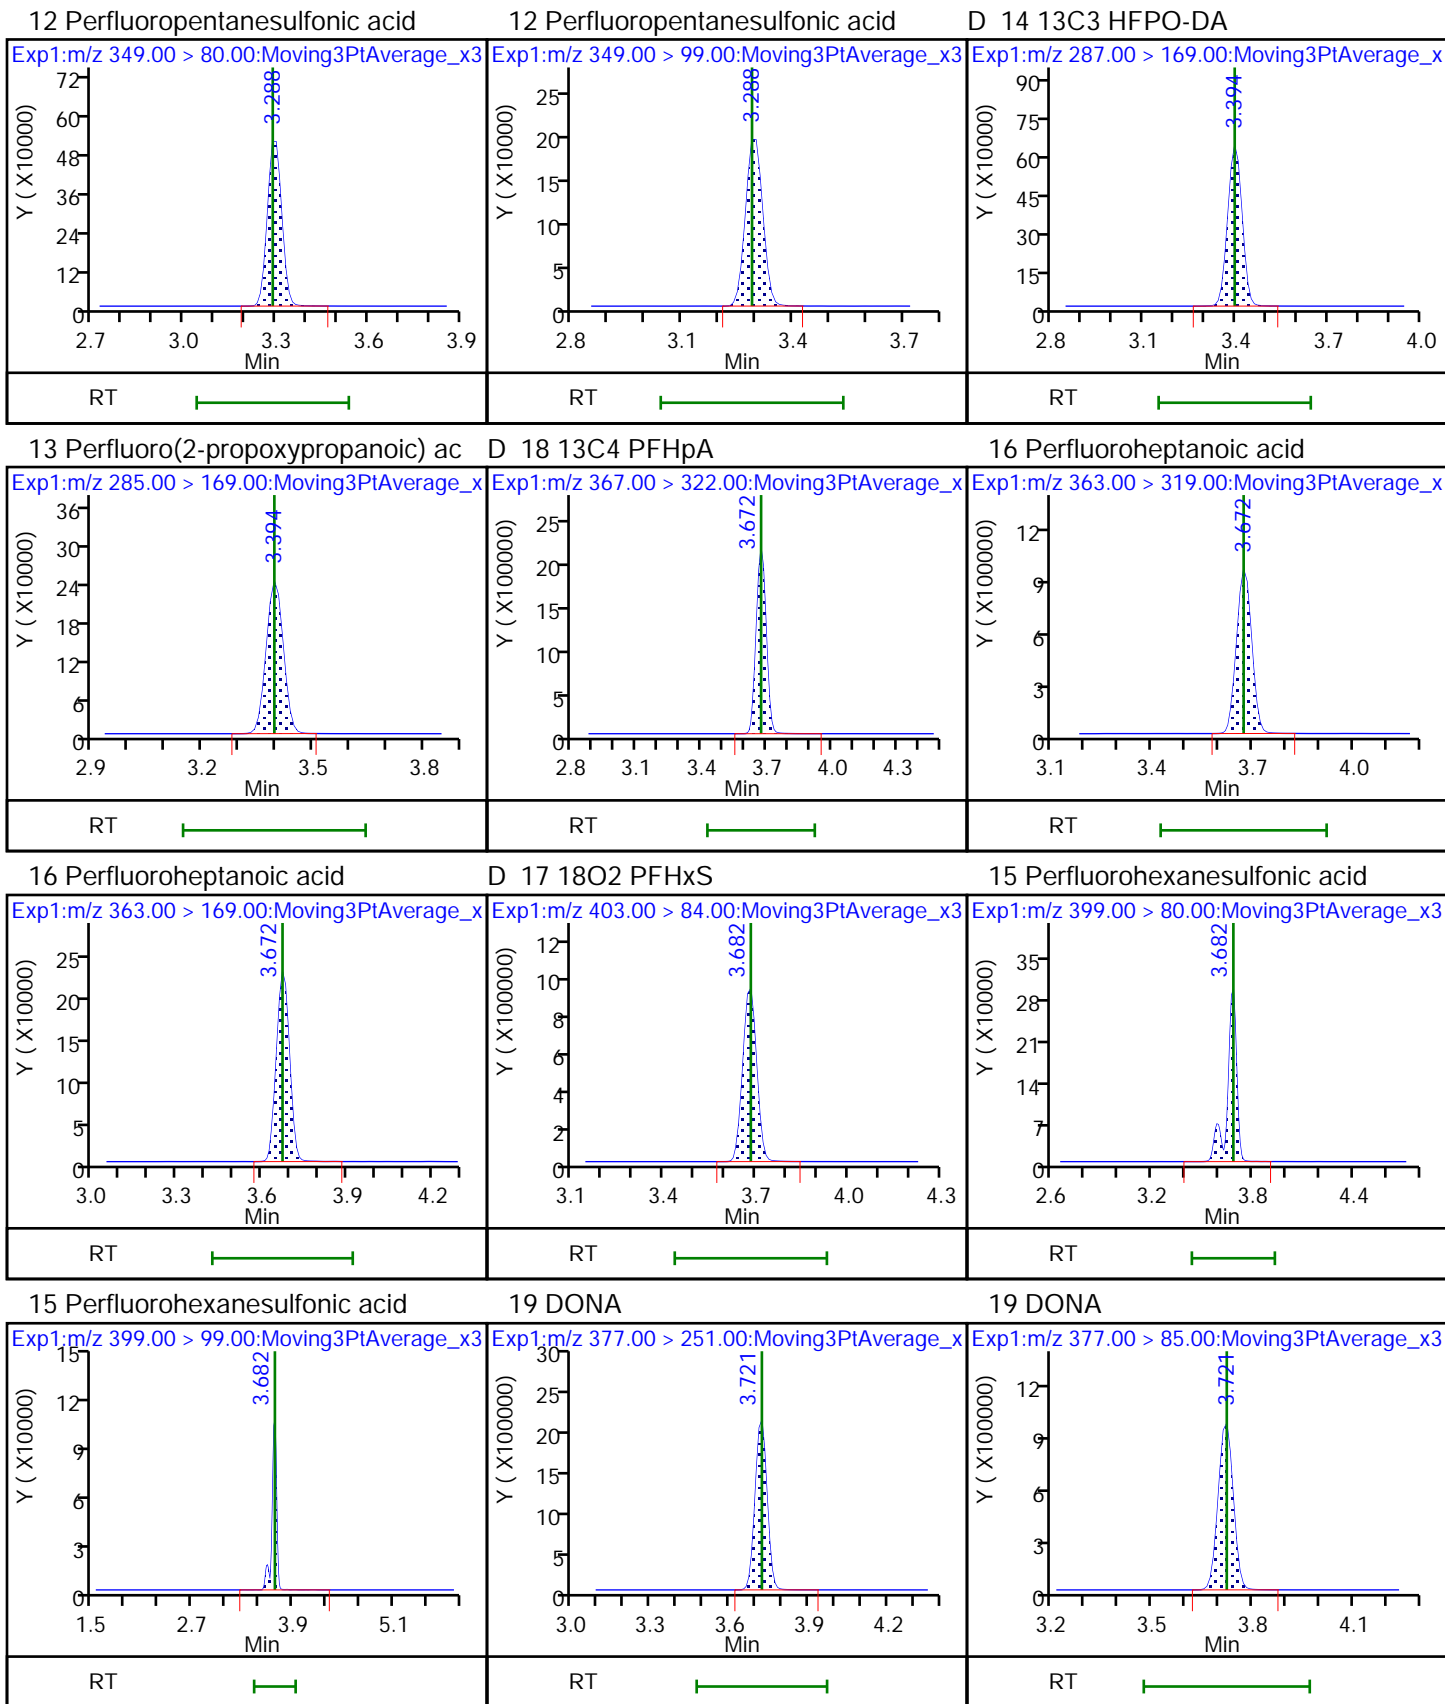 12 Perfluoropentanesulfonic acid
Exp1:m/z 349.00 > 80.00:Moving3PtAverage_x3
3.288
Y ( X10000)
72
60
48
36
24
12
0
2.7 3.0 3.3 3.6 3.9
Min
RT
12 Perfluoropentanesulfonic acid
Exp1:m/z 349.00 > 99.00:Moving3PtAverage_x3
3.288
Y ( X10000)
25
20
15
10
5
0
2.8 3.1 3.4 3.7
Min
RT
D 14 13C3 HFPO-DA
Exp1:m/z 287.00 > 169.00:Moving3PtAverage_x
3.394
Y ( X10000)
90
75
60
45
30
15
0
2.8 3.1 3.4 3.7 4.0
Min
RT
13 Perfluoro(2-propoxypropanoic) ac
Exp1:m/z 285.00 > 169.00:Moving3PtAverage_x
3.394
Y ( X10000)
36
30
24
18
12
6
0
2.9 3.2 3.5 3.8
Min
RT
D 18 13C4 PFHpA
Exp1:m/z 367.00 > 322.00:Moving3PtAverage_x
3.672
Y ( X100000)
25
20
15
10
5
0
2.8 3.1 3.4 3.7 4.0 4.3
Min
RT
16 Perfluoroheptanoic acid
Exp1:m/z 363.00 > 319.00:Moving3PtAverage_x
3.672
Y ( X100000)
12
9
6
3
0
3.1 3.4 3.7 4.0
Min
RT
16 Perfluoroheptanoic acid
Exp1:m/z 363.00 > 169.00:Moving3PtAverage_x
3.672
Y ( X10000)
25
20
15
10
5
0
3.0 3.3 3.6 3.9 4.2
Min
RT
D 17 18O2 PFHxS
Exp1:m/z 403.00 > 84.00:Moving3PtAverage_x3
3.682
Y ( X100000)
12
10
8
6
4
2
0
3.1 3.4 3.7 4.0 4.3
Min
RT
15 Perfluorohexanesulfonic acid
Exp1:m/z 399.00 > 80.00:Moving3PtAverage_x3
3.682
Y ( X10000)
35
28
21
14
7
0
2.6 3.2 3.8 4.4
Min
RT
15 Perfluorohexanesulfonic acid
Exp1:m/z 399.00 > 99.00:Moving3PtAverage_x3
3.682
Y ( X10000)
15
12
9
6
3
0
1.5 2.7 3.9 5.1
Min
RT
19 DONA
Exp1:m/z 377.00 > 251.00:Moving3PtAverage_x
3.721
Y ( X100000)
30
25
20
15
10
5
0
3.0 3.3 3.6 3.9 4.2
Min
RT
19 DONA
Exp1:m/z 377.00 > 85.00:Moving3PtAverage_x3
3.721
Y ( X100000)
12
9
6
3
0
3.2 3.5 3.8 4.1
Min
RT